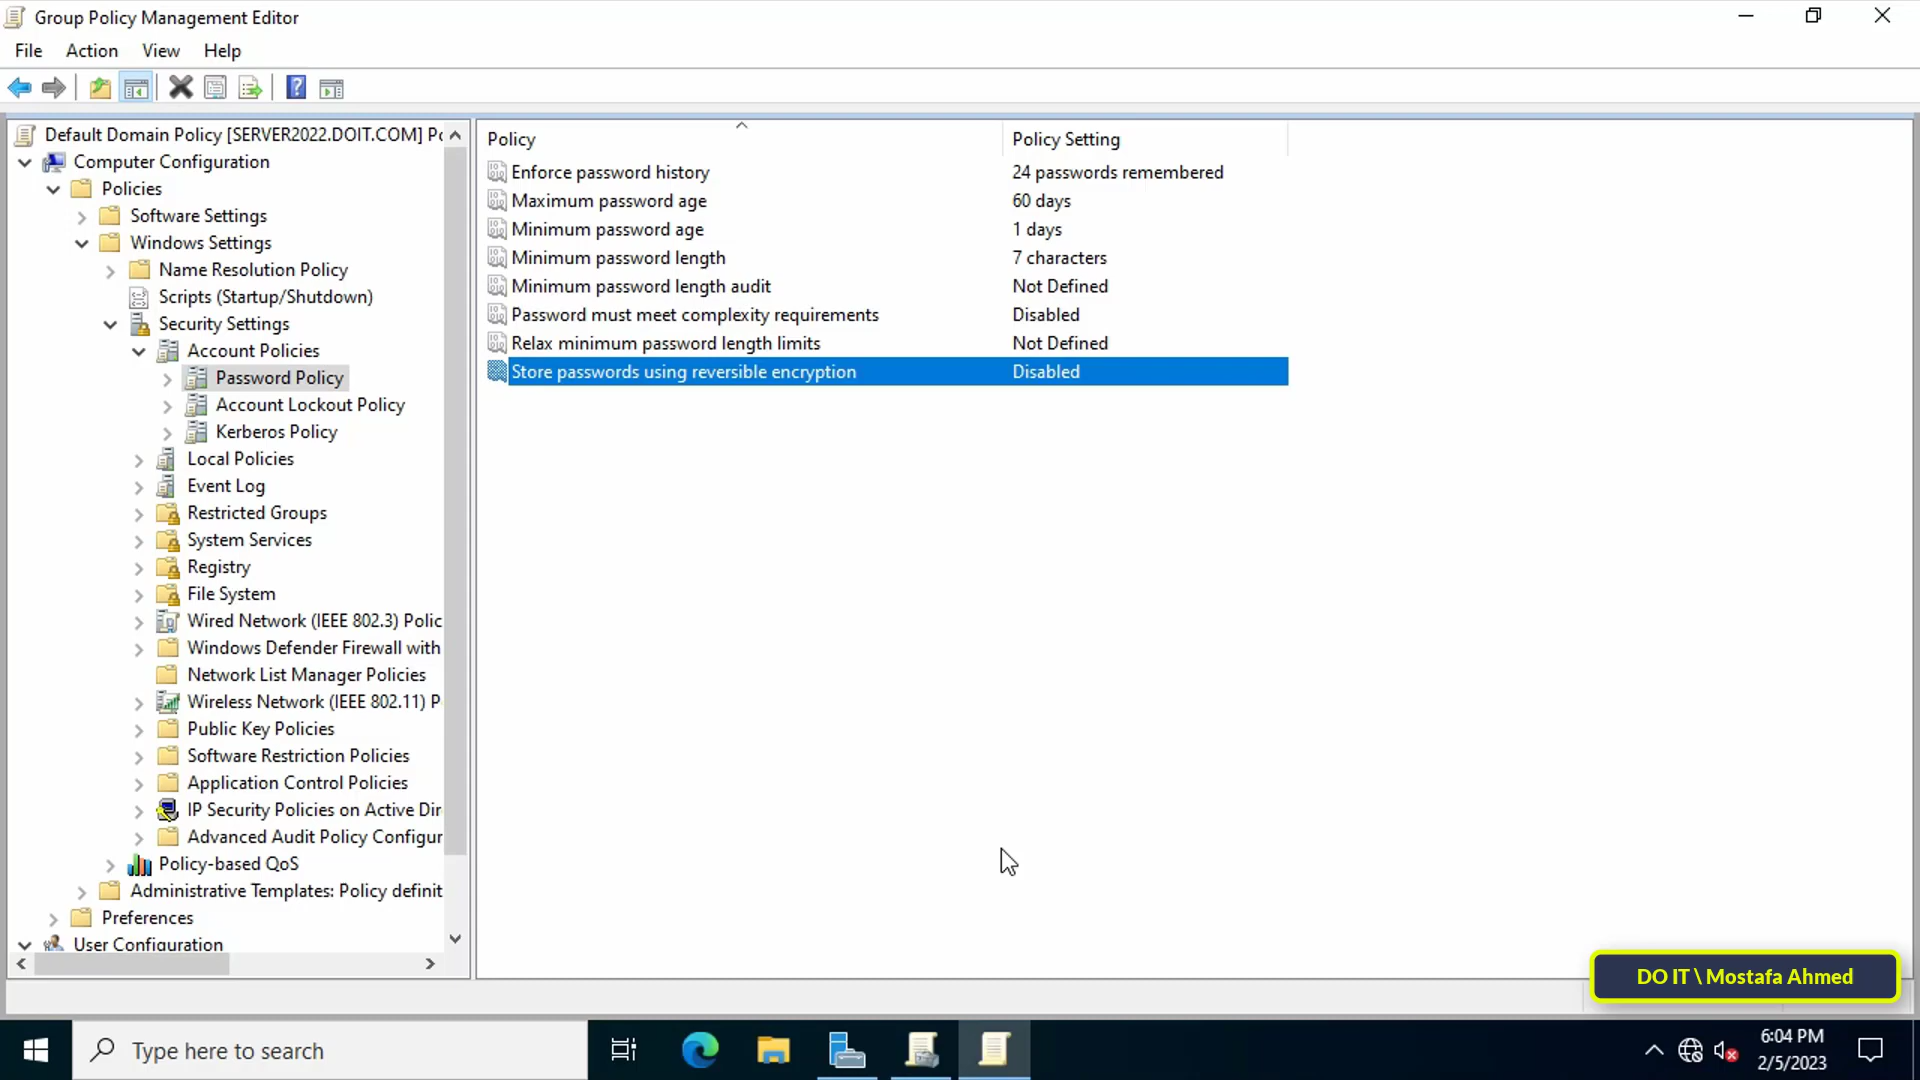 Group Policy Management Editor
File Action View Help
Default Domain Policy [SERVER2022.DOIT.COM] Po
Computer Configuration
Policies
Software Settings
Windows Settings
Name Resolution Policy
Scripts (Startup/Shutdown)
Security Settings
Account Policies
Password Policy
Account Lockout Policy
Kerberos Policy
Local Policies
Event Log
Restricted Groups
System Services
Registry
File System
Wired Network (IEEE 802.3) Polic
Windows Defender Firewall with
Network List Manager Policies
Wireless Network (IEEE 802.11) P
Public Key Policies
Software Restriction Policies
Application Control Policies
IP Security Policies on Active Dir
Advanced Audit Policy Configur
Policy-based QoS
Administrative Templates: Policy definit
Preferences
User Configuration
Policy Policy Setting
Enforce password history 24 passwords remembered
Maximum password age 60 days
Minimum password age 1 days
Minimum password length 7 characters
Minimum password length audit Not Defined
Password must meet complexity requirements Disabled
Relax minimum password length limits Not Defined
Store passwords using reversible encryption Disabled
DO IT \ Mostafa Ahmed
Type here to search
6:04 PM
2/5/2023